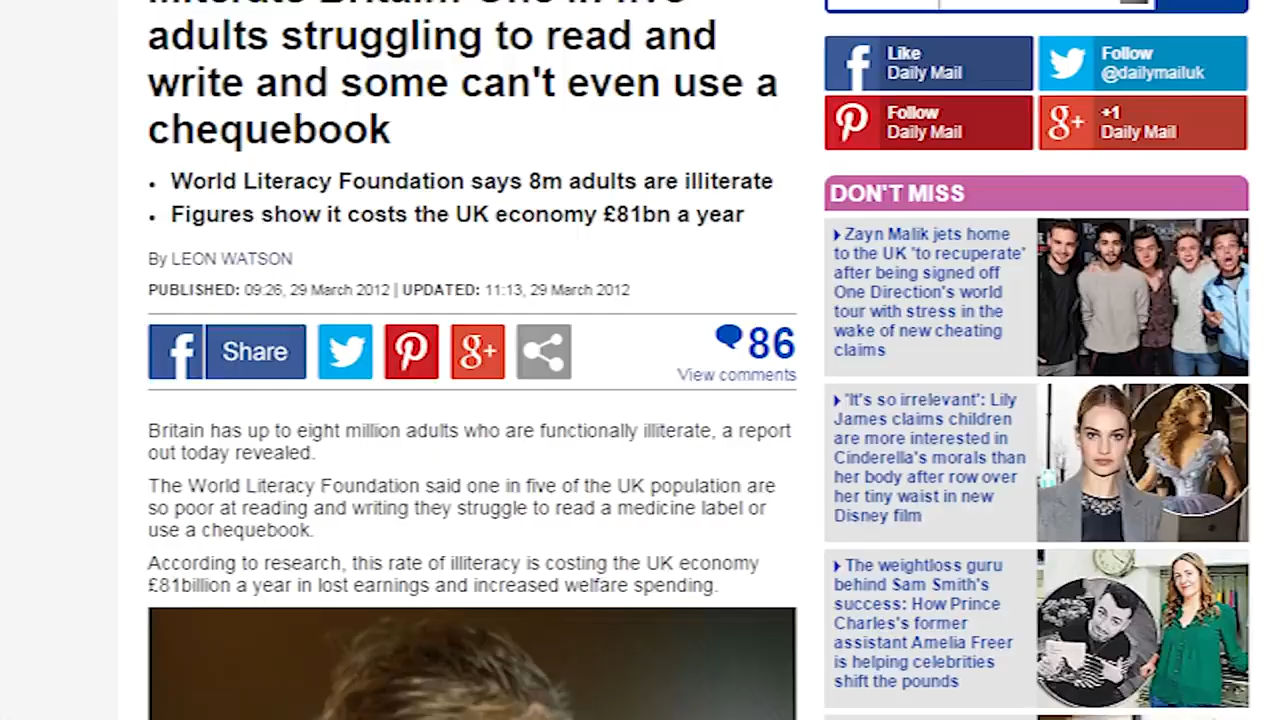 adults struggling to read and
write and some can't even use a
chequebook
• World Literacy Foundation says 8m adults are illiterate
• Figures show it costs the UK economy £81bn a year
By LEON WATSON
PUBLISHED: 09:26, 29 March 2012 | UPDATED: 11:13, 29 March 2012
Share
86
View comments
Britain has up to eight million adults who are functionally illiterate, a report
out today revealed.
The World Literacy Foundation said one in five of the UK population are
so poor at reading and writing they struggle to read a medicine label or
use a chequebook.
According to research, this rate of illiteracy is costing the UK economy
£81billion a year in lost earnings and increased welfare spending.
Like
Daily Mail
Follow
@dailymailuk
Follow
Daily Mail
+1
Daily Mail
DON'T MISS
Zayn Malik jets home
to the UK 'to recuperate'
after being signed off
One Direction's world
tour with stress in the
wake of new cheating
claims
'It's so irrelevant': Lily
James claims children
are more interested in
Cinderella's morals than
her body after row over
her tiny waist in new
Disney film
The weightloss guru
behind Sam Smith's
success: How Prince
Charles's former
assistant Amelia Freer
is helping celebrities
shift the pounds